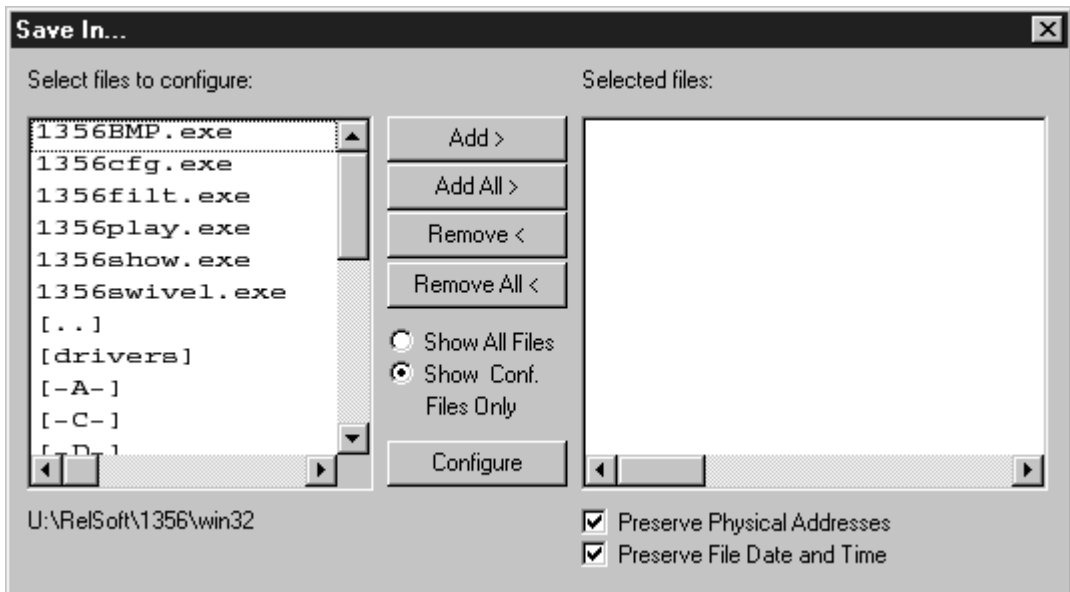 Save In...
Select files to configure:
1356BMP.exe
1356cfg.exe
1356filt.exe
1356play.exe
1356show.exe
1356swivel.exe
[..]
[drivers]
[-A-]
[-C-]
[-D-]
U:\RelSoft\1356\win32
Add >
Add All >
Remove <
Remove All <
Show All Files
Show Conf.
Files Only
Configure
Selected files:
Preserve Physical Addresses
Preserve File Date and Time